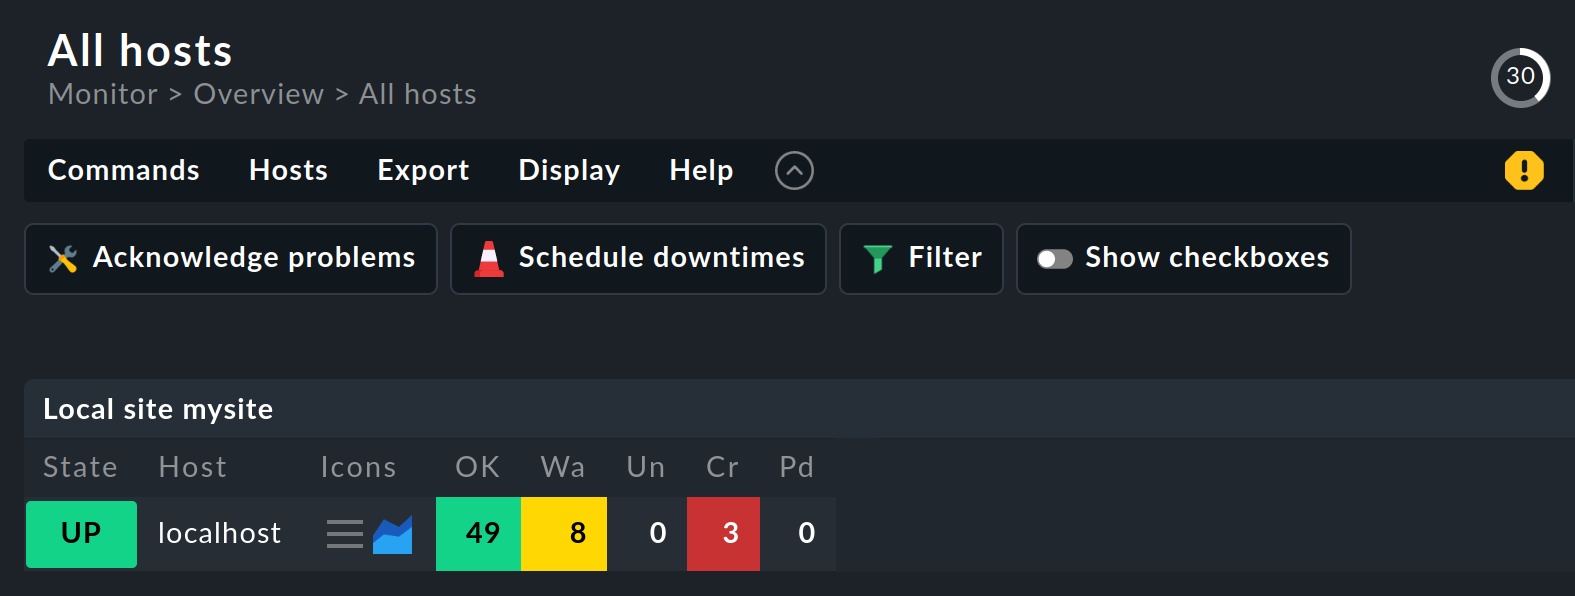 All hosts
Monitor > Overview > All hosts
30
Commands Hosts Export Display Help
Acknowledge problems Schedule downtimes Filter Show checkboxes
Local site mysite
State Host Icons OK Wa Un Cr Pd
UP localhost 49 8 0 3 0